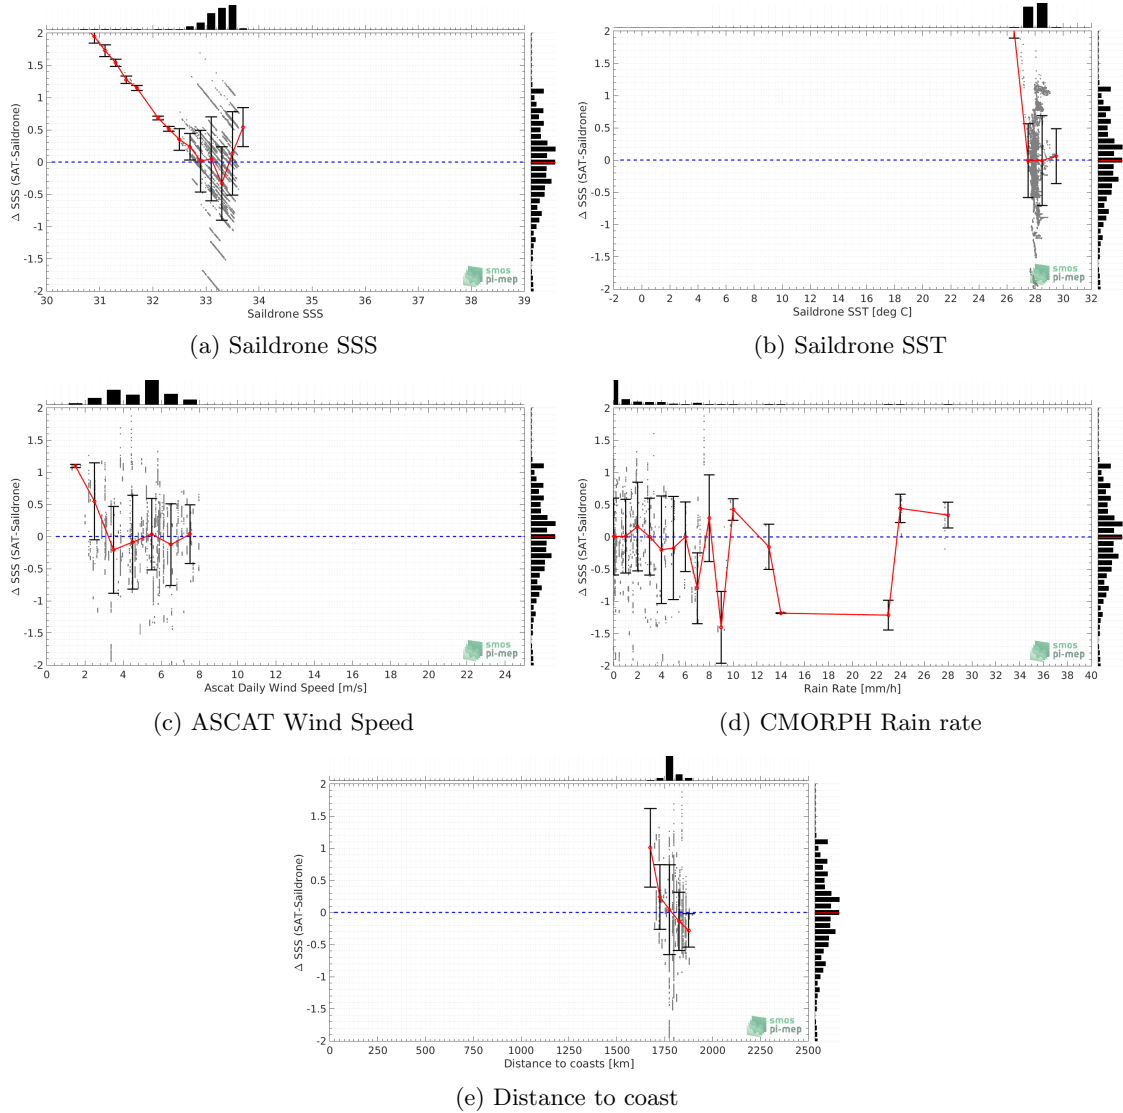 2
1.5
1
0.5
0
-0.5
-1
-1.5
-2
Δ SSS (SAT-Saildrone)
30 31 32 33 34 35 36 37 38 39
Saildrone SSS
smos
pi-mep
(a) Saildrone SSS
2
1.5
1
0.5
0
-0.5
-1
-1.5
-2
Δ SSS (SAT-Saildrone)
-2 0 2 4 6 8 10 12 14 16 18 20 22 24 26 28 30 32
Saildrone SST [deg C]
smos
pi-mep
(b) Saildrone SST
2
1.5
1
0.5
0
-0.5
-1
-1.5
-2
Δ SSS (SAT-Saildrone)
0 2 4 6 8 10 12 14 16 18 20 22 24
Ascat Daily Wind Speed [m/s]
smos
pi-mep
(c) ASCAT Wind Speed
2
1.5
1
0.5
0
-0.5
-1
-1.5
-2
Δ SSS (SAT-Saildrone)
0 2 4 6 8 10 12 14 16 18 20 22 24 26 28 30 32 34 36 38 40
Rain Rate [mm/h]
smos
pi-mep
(d) CMORPH Rain rate
2
1.5
1
0.5
0
-0.5
-1
-1.5
-2
Δ SSS (SAT-Saildrone)
0 250 500 750 1000 1250 1500 1750 2000 2250 2500
Distance to coasts [km]
smos
pi-mep
(e) Distance to coast